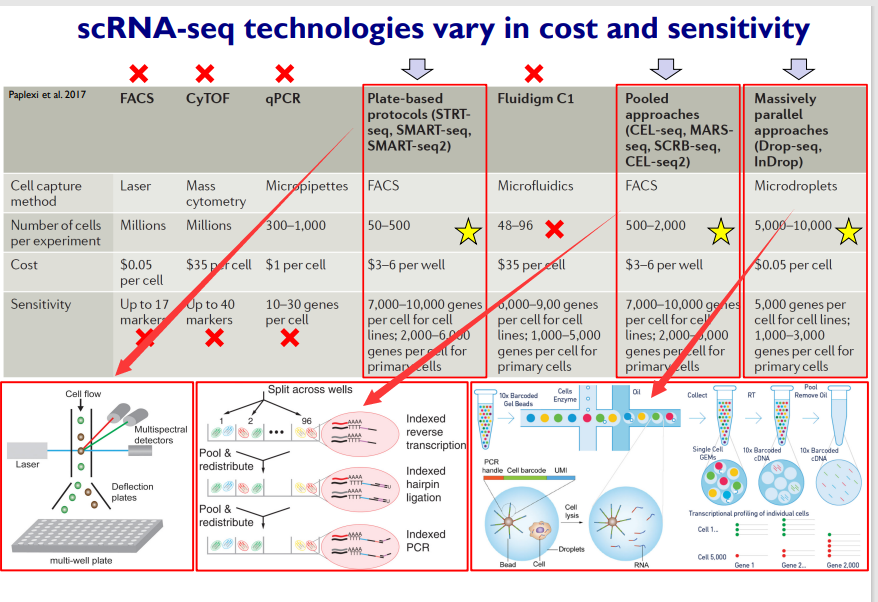 scRNA-seq technologies vary in cost and sensitivity
Paplexi et al. 2017
FACS
CyTOF
qPCR
Plate-based
protocols (STRT-
seq, SMART-seq,
SMART-seq2)
Fluidigm C1
Pooled
approaches
(CEL-seq, MARS-
seq, SCRB-seq,
CEL-seq2)
Massively
parallel
approaches
(Drop-seq,
InDrop)
Cell capture
method
Laser
Mass
cytometry
Micropipettes
FACS
Microfluidics
FACS
Microdroplets
Number of cells
per experiment
Millions
Millions
300–1,000
50–500
48–96
500–2,000
5,000–10,000
Cost
$0.05
per cell
$35 per cell
$1 per cell
$3–6 per well
$35 per cell
$3–6 per well
$0.05 per cell
Sensitivity
Up to 17
markers
Up to 40
markers
10–30 genes
per cell
7,000–10,000 genes
per cell for cell
lines; 2,000–6,000
genes per cell for
primary cells
6,000–9,00 genes
per cell for cell
lines; 1,000–5,000
genes per cell for
primary cells
7,000–10,000 genes
per cell for cell
lines; 2,000–6,000
genes per cell for
primary cells
5,000 genes per
cell for cell lines;
1,000–3,000
genes per cell for
primary cells
Cell flow
Multispectral
detectors
Laser
Deflection
plates
multi-well plate
Split across wells
1
2
96
AAAA
AAAA
Indexed
reverse
transcription
Pool &
redistribute
AAAA
AAAA
Indexed
hairpin
ligation
Pool &
redistribute
AAAA
AAAA
Indexed
PCR
10x Barcoded
Gel Beads
Cells
Enzyme
Oil
Collect
RT
Pool
Remove Oil
Single Cell
GEMs
10x Barcoded
cDNA
10x Barcoded
cDNA
PCR
handle
Cell barcode
UMI
Cell
lysis
Droplets
Bead
Cell
RNA
Transcriptional profiling of individual cells
Cell 1...
Cell 5,000
Gene 1
Gene 2...
Gene 2,000